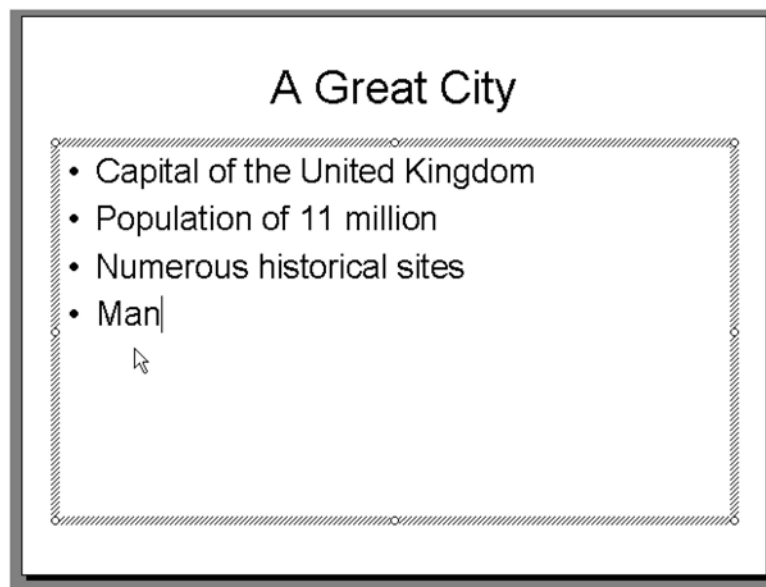 A Great City
• Capital of the United Kingdom
• Population of 11 million
• Numerous historical sites
• Man